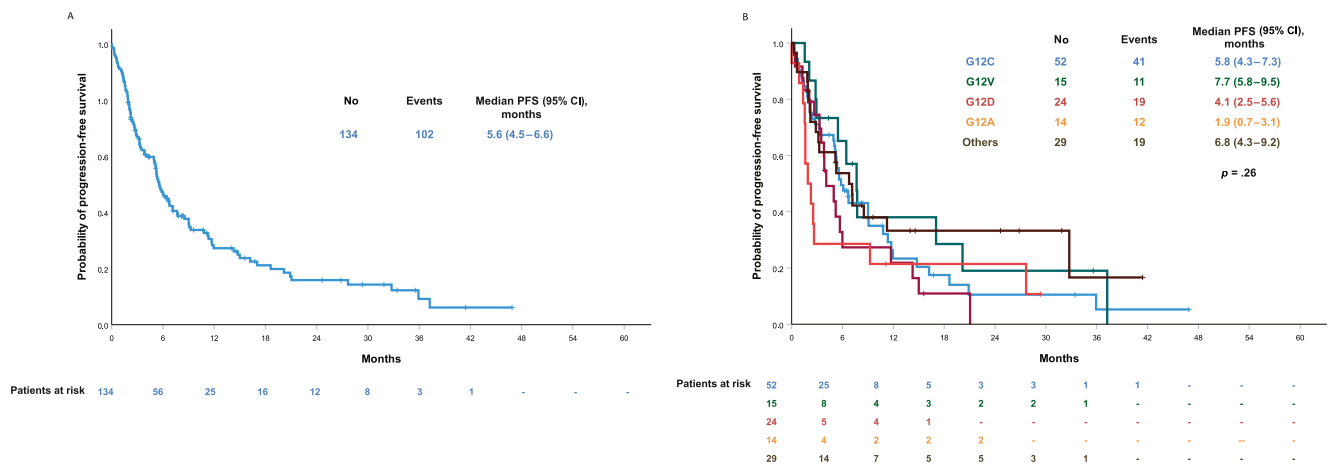 A
Probability of progression-free survival
1.0
1.0
0.6
0.4
0.2
0.0
No Events Median PFS (95% CI), months
134 102 5.6 (4.5–6.6)
0 6 12 18 24 30 36 42 48 54 60
Months
Patients at risk 134 56 25 16 12 8 3 1 - - -
B
Probability of progression-free survival
1.0
0.8
0.6
0.4
0.2
0.0
No Events Median PFS (95% CI), months
G12C 52 41 5.8 (4.3–7.3)
G12V 15 11 7.7 (5.8–9.5)
G12D 24 19 4.1 (2.5–5.6)
G12A 14 12 1.9 (0.7–3.1)
Others 29 19 6.8 (4.3–9.2)
p = .26
0 6 12 18 24 30 36 42 48 54 60
Months
Patients at risk 52 25 8 5 3 3 1 1 - - -
15 8 4 3 2 2 1 - - - -
24 5 4 1 - - - - - - -
14 4 2 2 2 - - - - -- -
29 14 7 5 5 3 1 - - - -